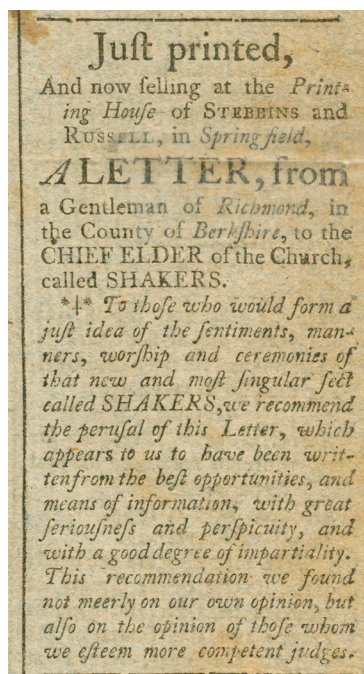 Juſt printed,
And now ſelling at the Print-
ing Houſe of STEBBINS and
RUSSELL, in Springfield,
A LETTER, from
a Gentleman of Richmond, in
the County of Berkſhire, to the
CHIEF ELDER of the Church,
called SHAKERS.
*⸸* To thoſe who would form a
juſt idea of the ſentiments, man-
ners, worſhip and ceremonies of
that new and moſt ſingular ſect
called SHAKERS, we recommend
the peruſal of this Letter, which
appears to us to have been writ-
tenfrom the beſt opportunities, and
means of information, with great
ſeriouſneſs and perſpicuity, and
with a good degree of impartiality.
This recommendation we found
not meerly on our own opinion, but
alſo on the opinion of thoſe whom
we eſteem more competent judges.